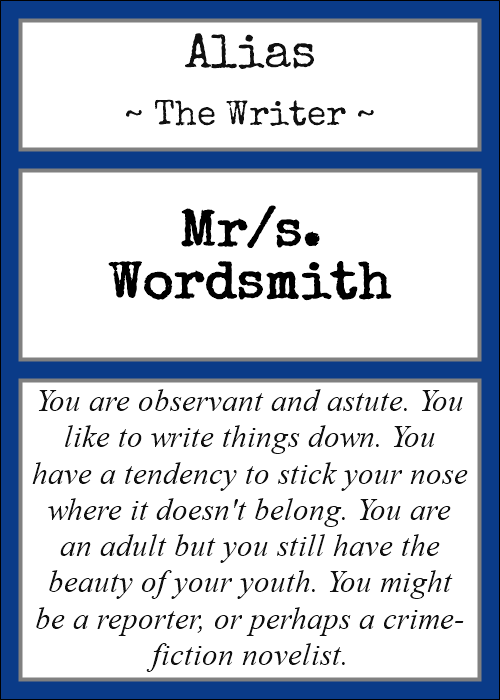 Alias
~ The Writer ~
Mr/s.
Wordsmith
You are observant and astute. You
like to write things down. You
have a tendency to stick your nose
where it doesn't belong. You are
an adult but you still have the
beauty of your youth. You might
be a reporter, or perhaps a crime-
fiction novelist.